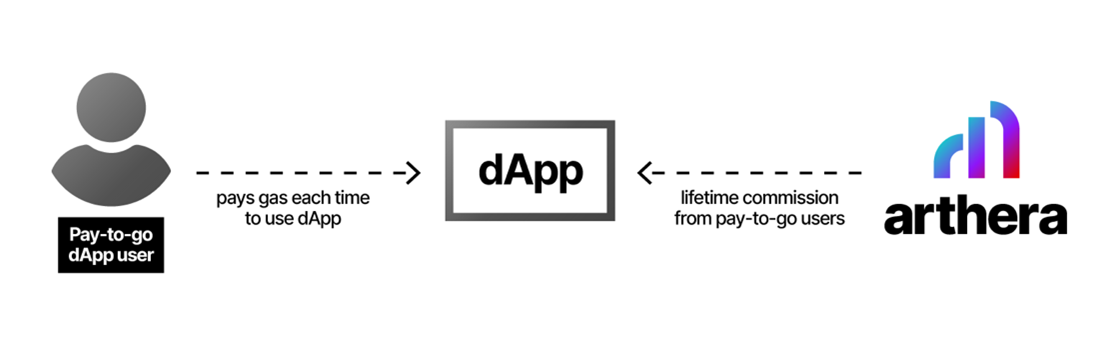 Pay-to-go
dApp user
pays gas each time
to use dApp
dApp
lifetime commission
from pay-to-go users
arthera